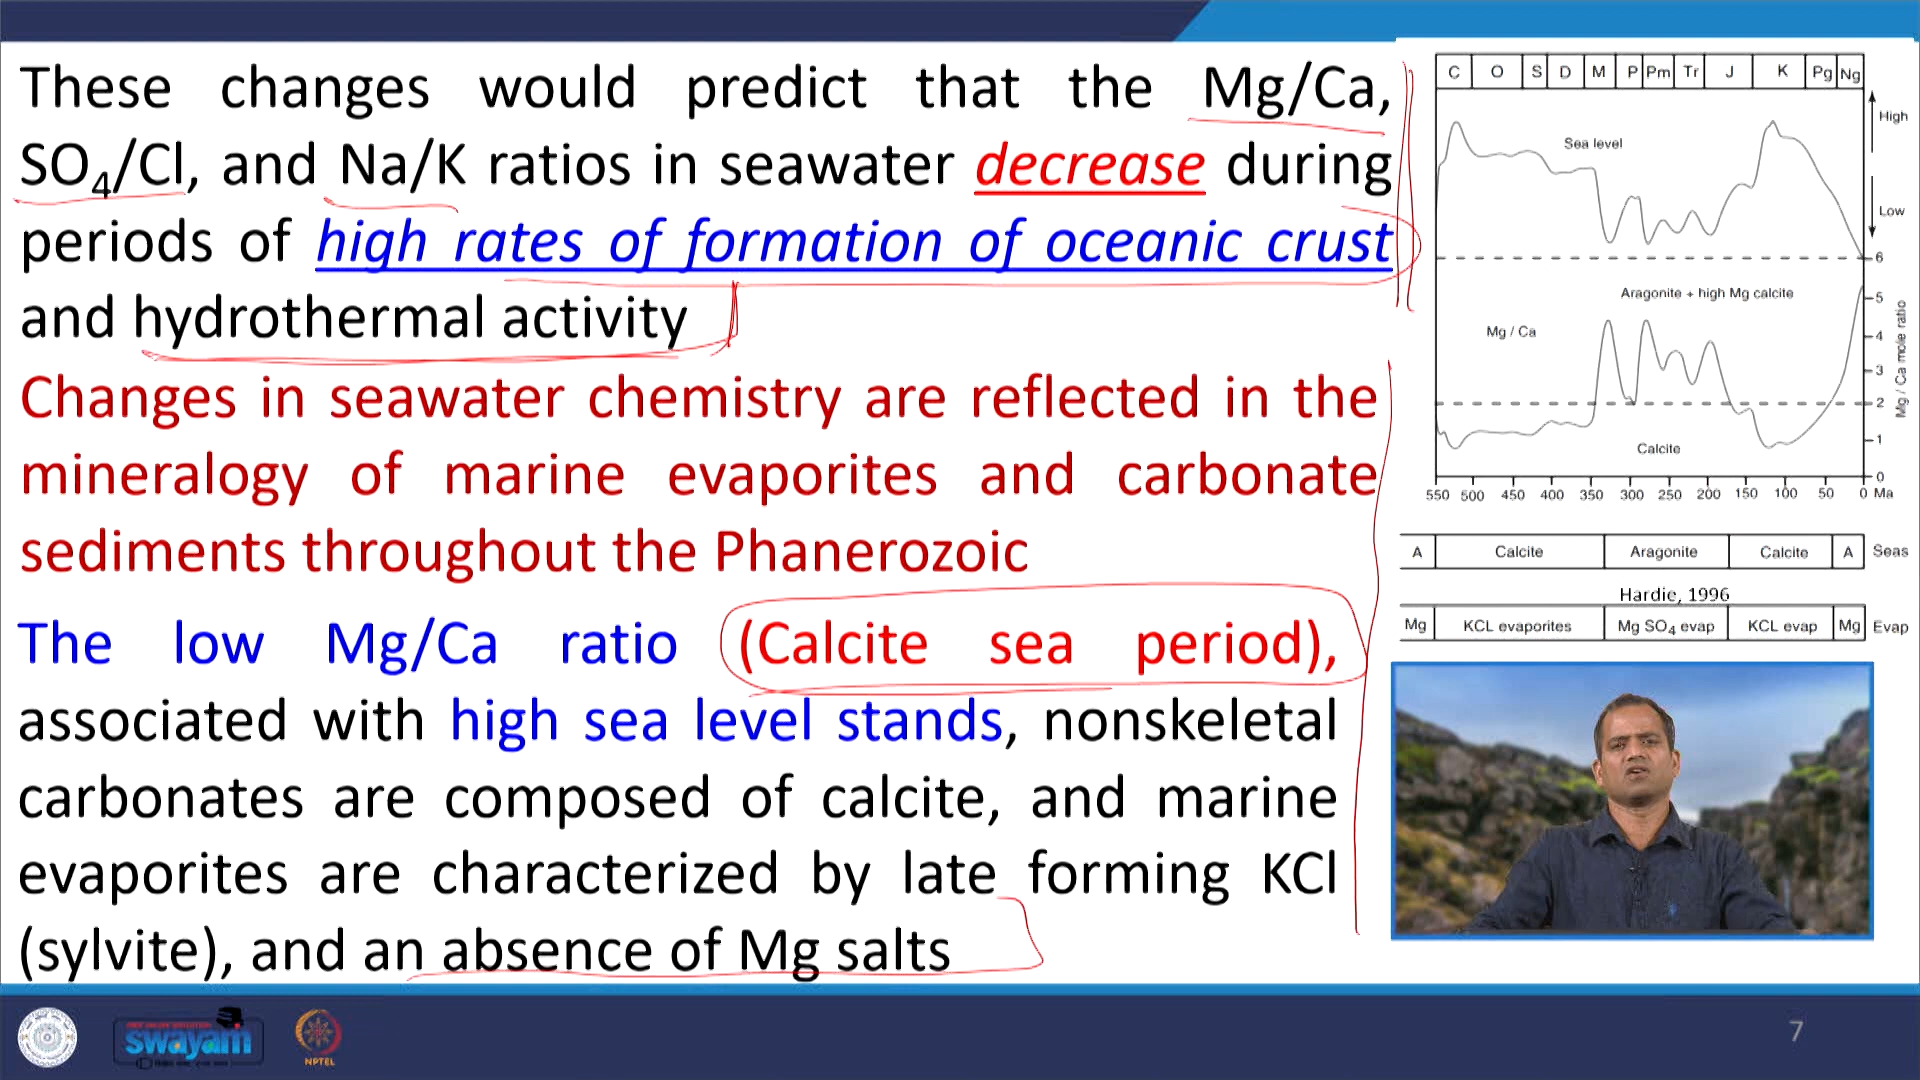 These changes would predict that the Mg/Ca,
SO4/Cl, and Na/K ratios in seawater decrease during
periods of high rates of formation of oceanic crust
and hydrothermal activity
Changes in seawater chemistry are reflected in the
mineralogy of marine evaporites and carbonate
sediments throughout the Phanerozoic
The low Mg/Ca ratio (Calcite sea period),
associated with high sea level stands, nonskeletal
carbonates are composed of calcite, and marine
evaporites are characterized by late forming KCl
(sylvite), and an absence of Mg salts
C O S D M P Pm Tr J K Pg Ng
High
Sea level
Low
6
Aragonite + high Mg calcite
5
Mg / Ca
4
3
2
1
0
Mg / Ca mole ratio
Calcite
550 500 450 400 350 300 250 200 150 100 50 0 Ma
A Calcite Aragonite Calcite A Seas
Hardie, 1996
Mg KCL evaporites Mg SO4 evap KCL evap Mg Evap
swayam
NPTEL
7